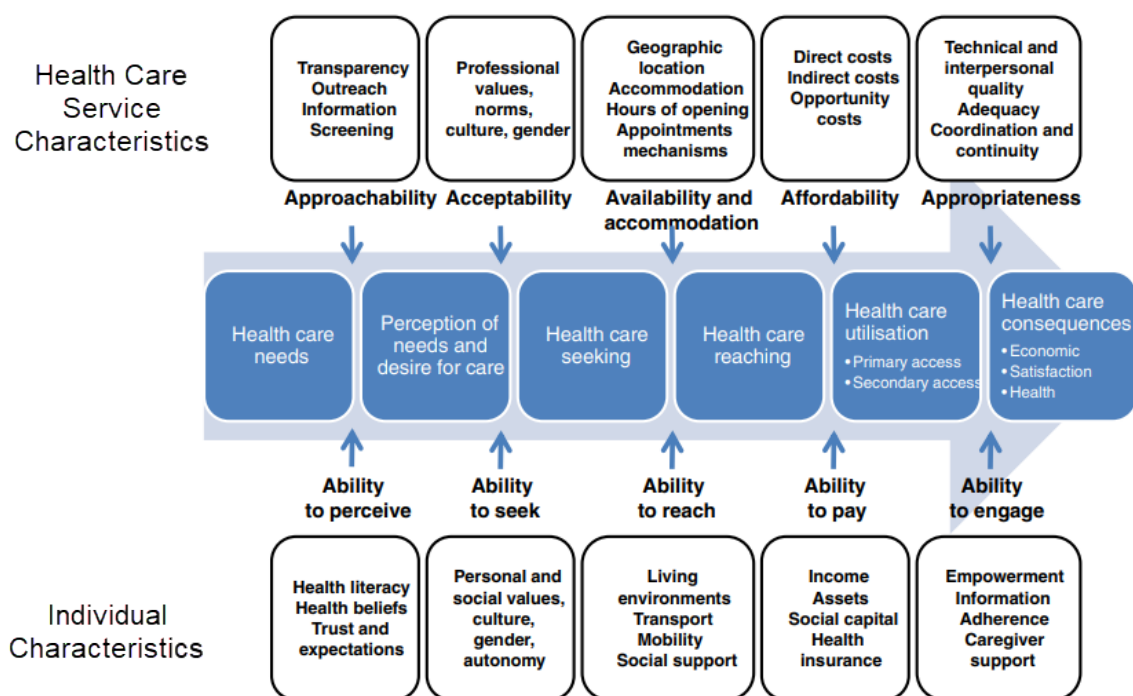 Health Care
Service
Characteristics
Transparency
Outreach
Information
Screening
Professional
values,
norms,
culture, gender
Geographic
location
Accommodation
Hours of opening
Appointments
mechanisms
Direct costs
Indirect costs
Opportunity
costs
Technical and
interpersonal
quality
Adequacy
Coordination and
continuity
Approachability
Acceptability
Availability and
accommodation
Affordability
Appropriateness
Health care
needs
Perception of
needs and
desire for care
Health care
seeking
Health care
reaching
Health care
utilisation
• Primary access
• Secondary access
Health care
consequences
• Economic
• Satisfaction
• Health
Ability
to perceive
Ability
to seek
Ability
to reach
Ability
to pay
Ability
to engage
Individual
Characteristics
Health literacy
Health beliefs
Trust and
expectations
Personal and
social values,
culture,
gender,
autonomy
Living
environments
Transport
Mobility
Social support
Income
Assets
Social capital
Health
insurance
Empowerment
Information
Adherence
Caregiver
support